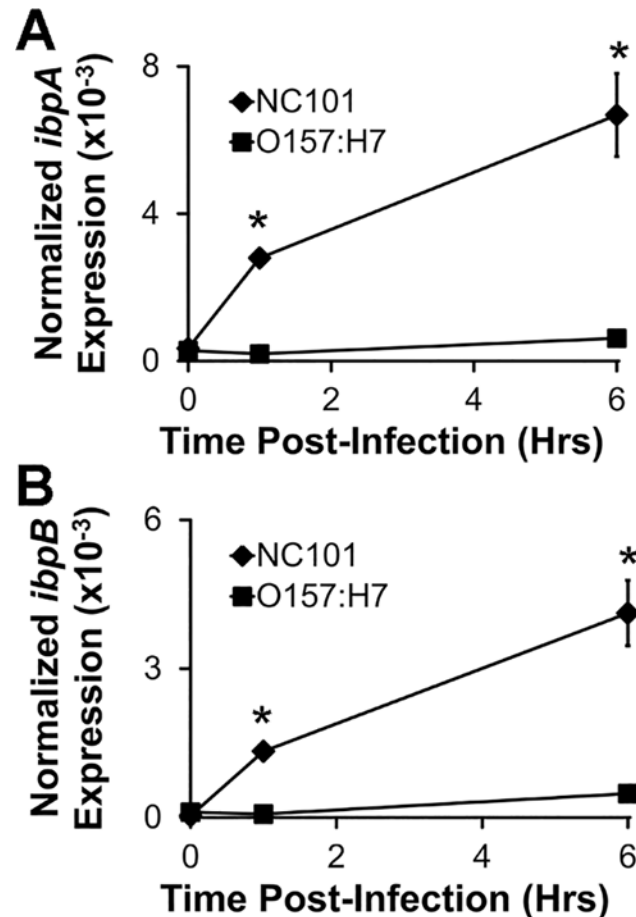 A
Normalized ibpA
Expression (x10⁻³)
8
4
0
NC101
O157:H7
*
*
0 2 4 6
Time Post-Infection (Hrs)
B
Normalized ibpB
Expression (x10⁻³)
6
3
0
NC101
O157:H7
*
*
0 2 4 6
Time Post-Infection (Hrs)